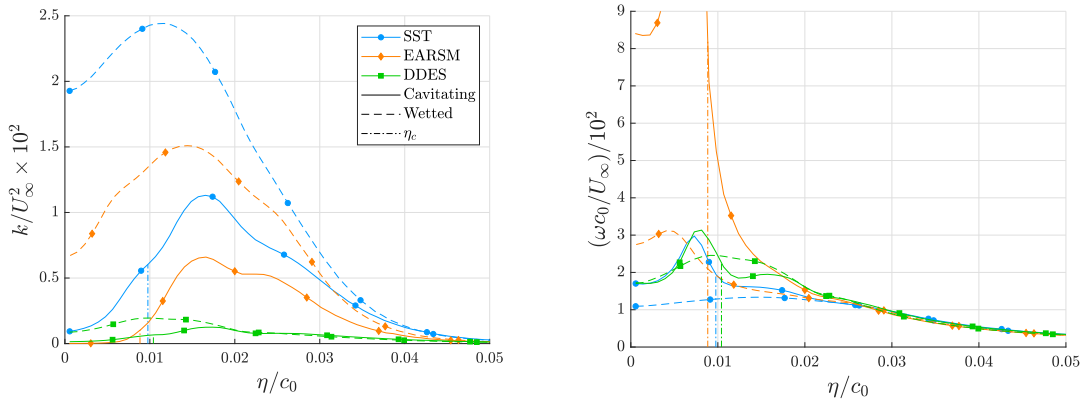 2.5
2
1.5
1
0.5
0
0 0.01 0.02 0.03 0.04 0.05
k/U²∞ × 10²
η/c₀
SST
EARSM
DDES
Cavitating
Wetted
ηc
9
8
7
6
5
4
3
2
1
0
0 0.01 0.02 0.03 0.04 0.05
(ωc₀/U∞)/10²
η/c₀